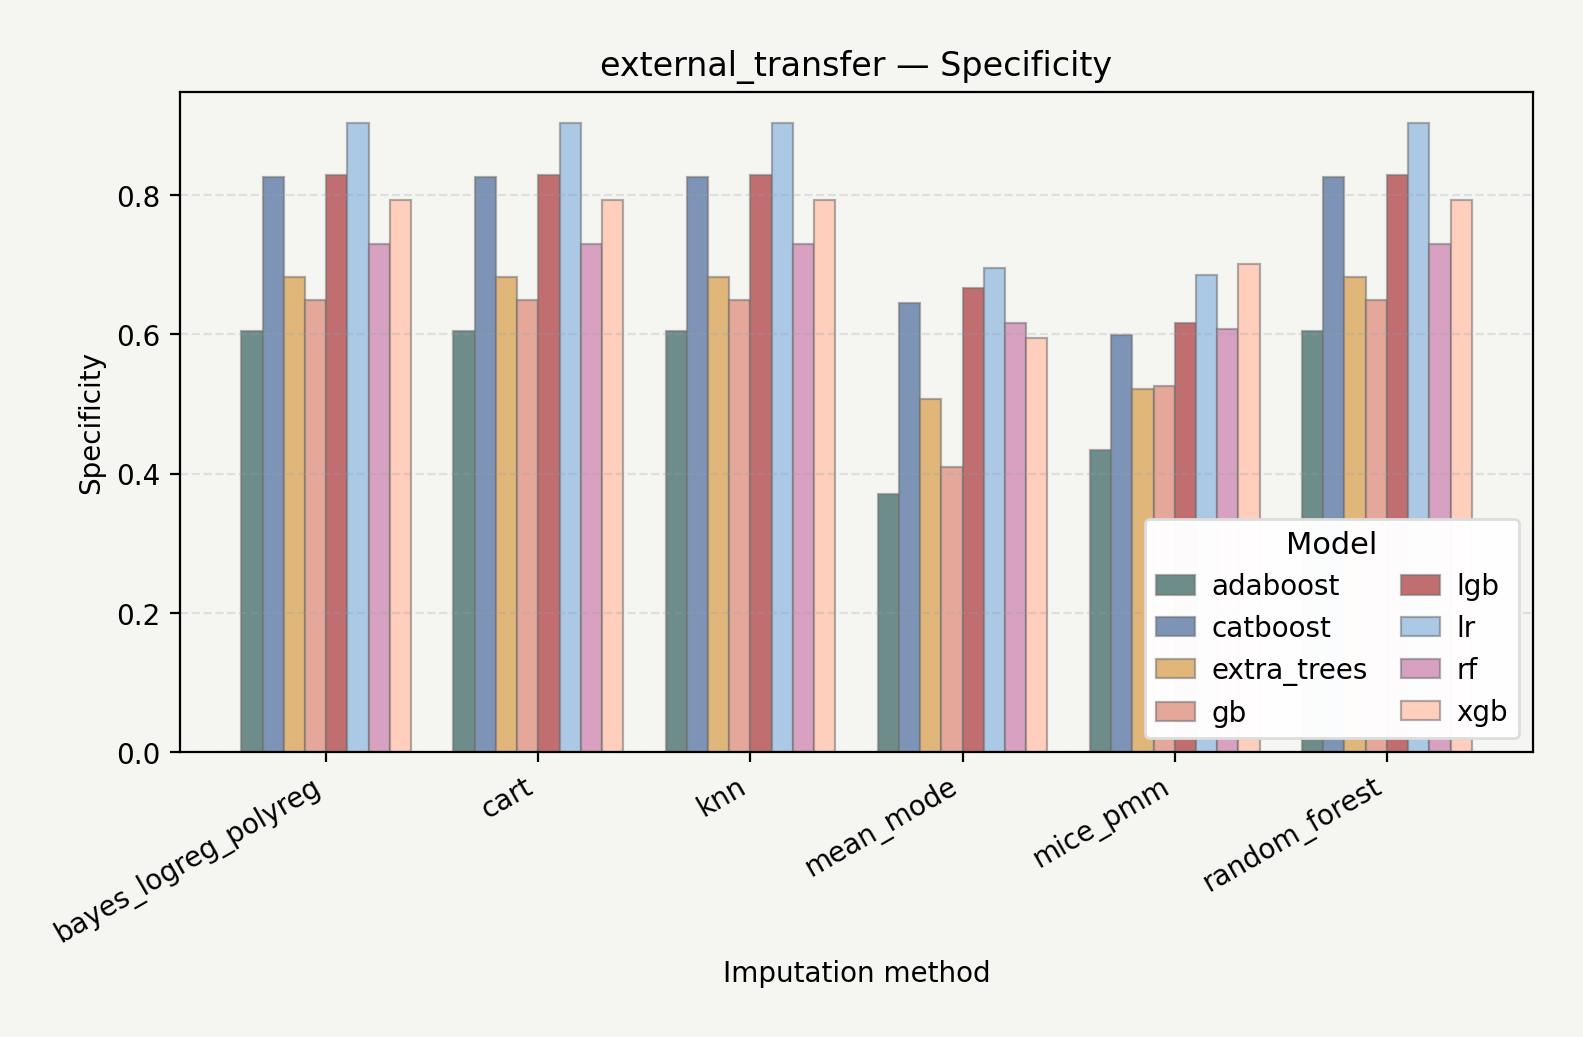 external_transfer — Specificity
Specificity
0.8
0.6
0.4
0.2
0.0
Model
adaboost
catboost
extra_trees
gb
lgb
lr
rf
xgb
bayes_logreg_polyreg
cart
knn
mean_mode
mice_pmm
random_forest
Imputation method